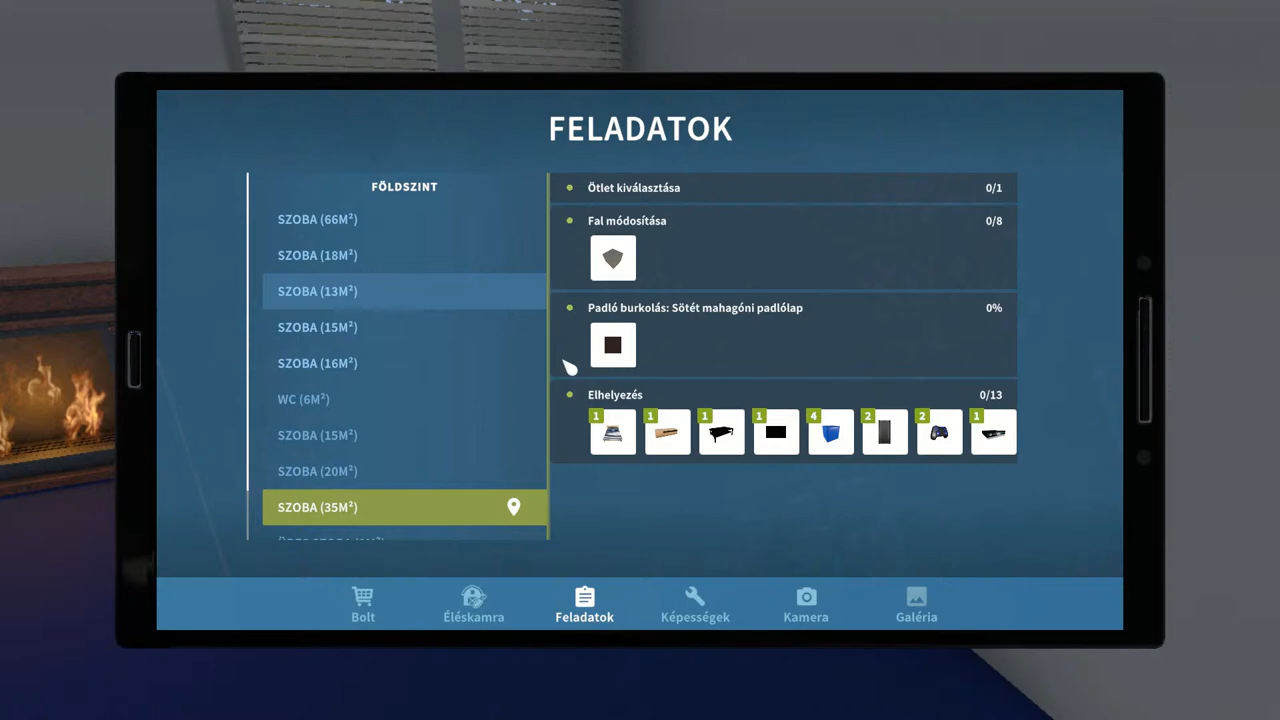 FELADATOK
FÖLDSZINT
SZOBA (66M²)
SZOBA (18M²)
SZOBA (13M²)
SZOBA (15M²)
SZOBA (16M²)
WC (6M²)
SZOBA (15M²)
SZOBA (20M²)
SZOBA (35M²)
Ötlet kiválasztása 0/1
Fal módosítása 0/8
Padló burkolás: Sötét mahagóni padlólap 0%
Elhelyezés 0/13
1 1 1 1 4 2 2 1
Bolt Éléskamra Feladatok Képességek Kamera Galéria